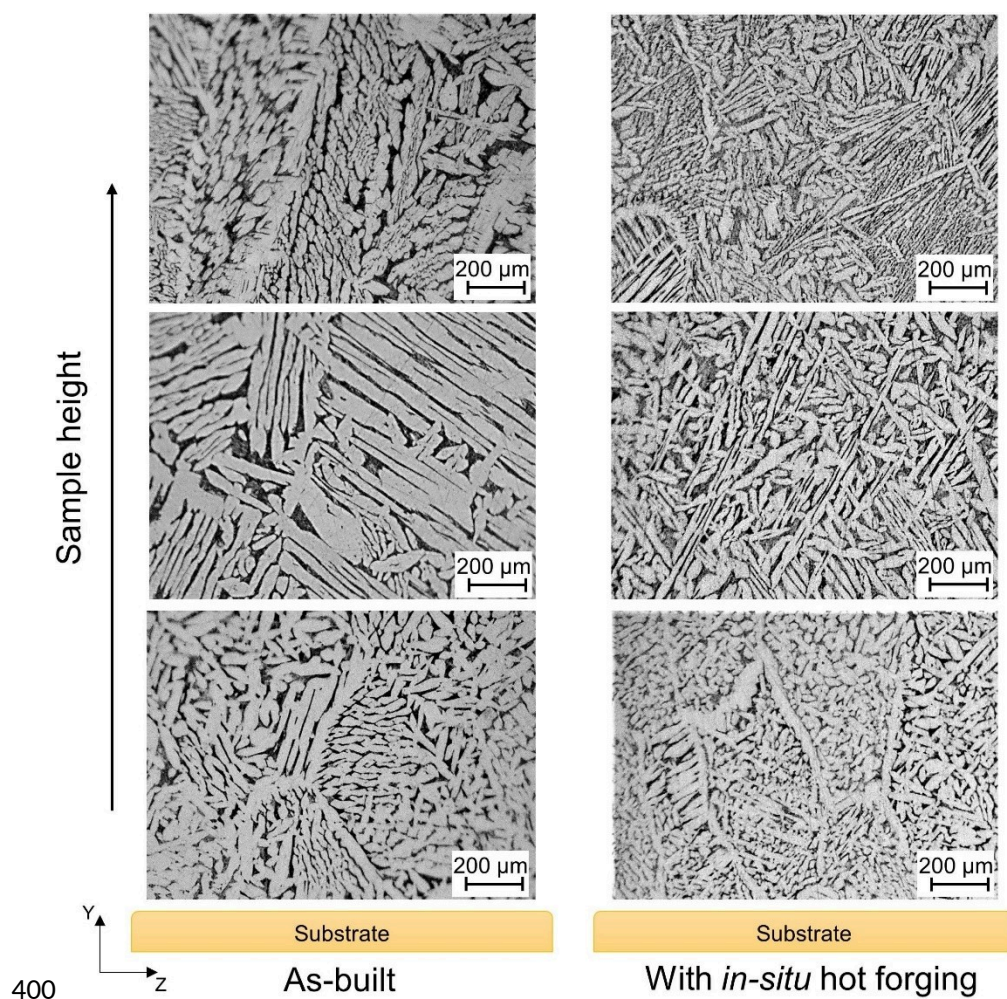 200 µm
200 µm
Sample height
200 µm
200 µm
200 µm
200 µm
Y
Z
Substrate
Substrate
400
As-built
With in-situ hot forging